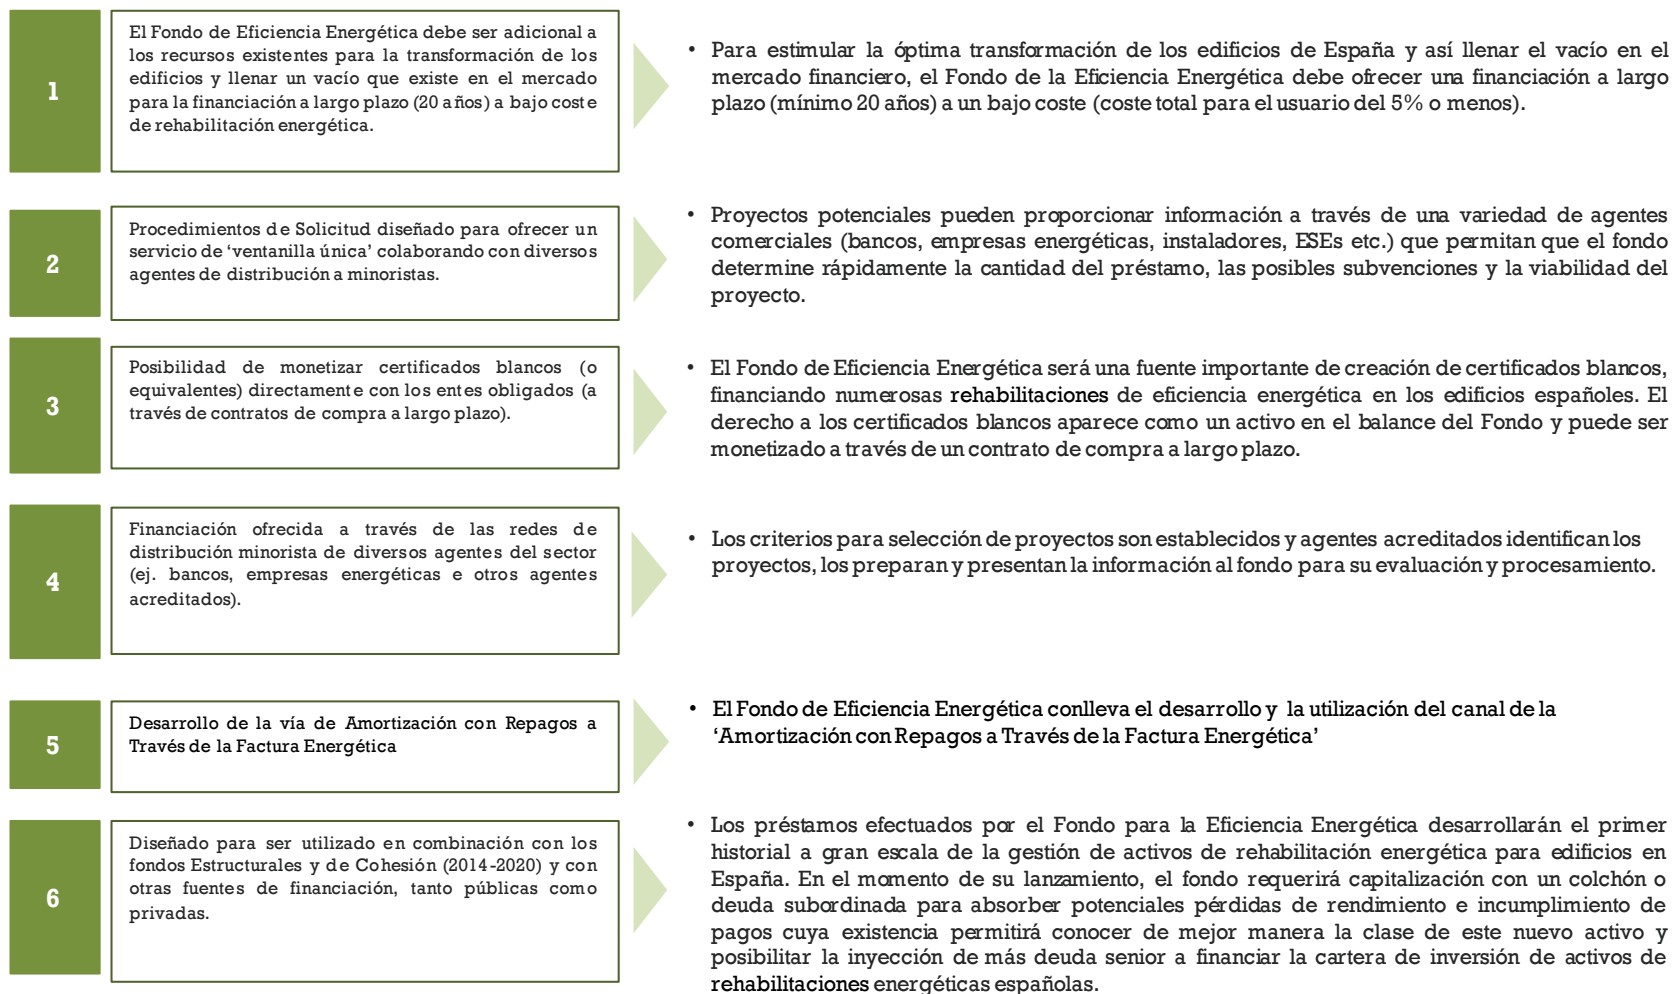 1
El Fondo de Eficiencia Energética debe ser adicional a
los recursos existentes para la transformación de los
edificios y llenar un vacío que existe en el mercado
para la financiación a largo plazo (20 años) a bajo coste
de rehabilitación energética.
• Para estimular la óptima transformación de los edificios de España y así llenar el vacío en el
mercado financiero, el Fondo de la Eficiencia Energética debe ofrecer una financiación a largo
plazo (mínimo 20 años) a un bajo coste (coste total para el usuario del 5% o menos).
2
Procedimientos de Solicitud diseñado para ofrecer un
servicio de ‘ventanilla única’ colaborando con diversos
agentes de distribución a minoristas.
• Proyectos potenciales pueden proporcionar información a través de una variedad de agentes
comerciales (bancos, empresas energéticas, instaladores, ESEs etc.) que permitan que el fondo
determine rápidamente la cantidad del préstamo, las posibles subvenciones y la viabilidad del
proyecto.
3
Posibilidad de monetizar certificados blancos (o
equivalentes) directamente con los entes obligados (a
través de contratos de compra a largo plazo).
• El Fondo de Eficiencia Energética será una fuente importante de creación de certificados blancos,
financiando numerosas rehabilitaciones de eficiencia energética en los edificios españoles. El
derecho a los certificados blancos aparece como un activo en el balance del Fondo y puede ser
monetizado a través de un contrato de compra a largo plazo.
4
Financiación ofrecida a través de las redes de
distribución minorista de diversos agentes del sector
(ej. bancos, empresas energéticas e otros agentes
acreditados).
• Los criterios para selección de proyectos son establecidos y agentes acreditados identifican los
proyectos, los preparan y presentan la información al fondo para su evaluación y procesamiento.
5
Desarrollo de la vía de Amortización con Repagos a
Través de la Factura Energética
• El Fondo de Eficiencia Energética conlleva el desarrollo y la utilización del canal de la
‘Amortización con Repagos a Través de la Factura Energética’
6
Diseñado para ser utilizado en combinación con los
fondos Estructurales y de Cohesión (2014-2020) y con
otras fuentes de financiación, tanto públicas como
privadas.
• Los préstamos efectuados por el Fondo para la Eficiencia Energética desarrollarán el primer
historial a gran escala de la gestión de activos de rehabilitación energética para edificios en
España. En el momento de su lanzamiento, el fondo requerirá capitalización con un colchón o
deuda subordinada para absorber potenciales pérdidas de rendimiento e incumplimiento de
pagos cuya existencia permitirá conocer de mejor manera la clase de este nuevo activo y
posibilitar la inyección de más deuda senior a financiar la cartera de inversión de activos de
rehabilitaciones energéticas españolas.